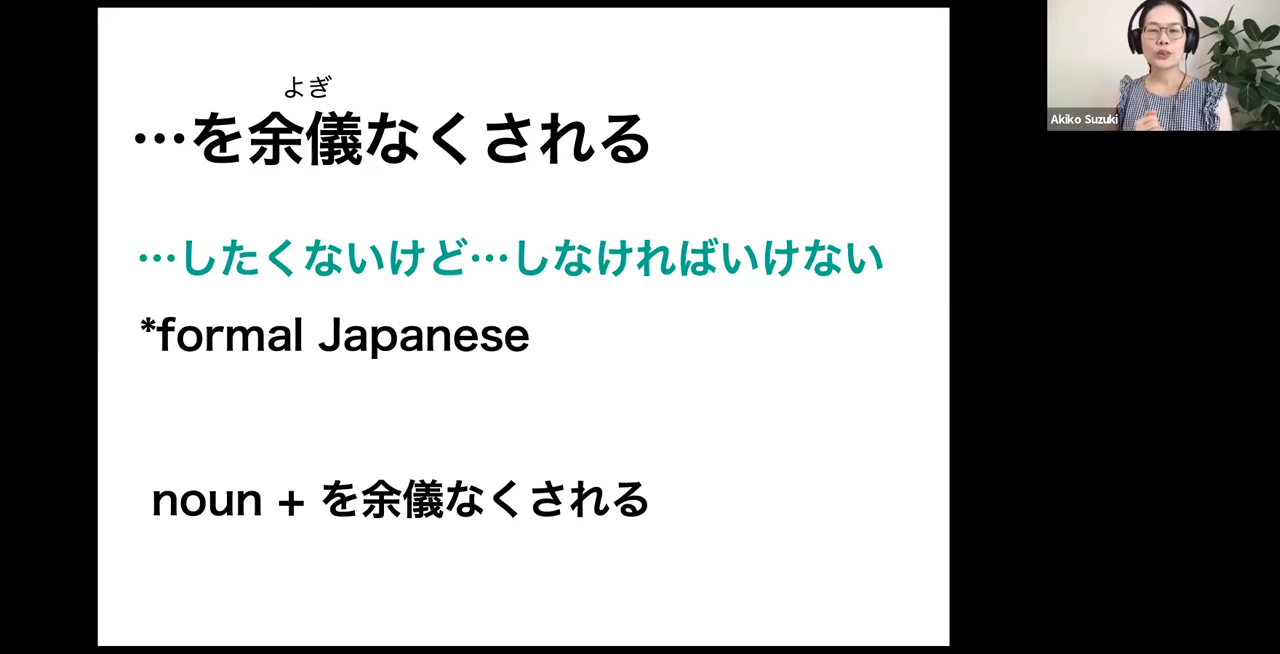 よぎ
…を余儀なくされる
…したくないけど…しなければいけない
*formal Japanese
noun + を余儀なくされる
Akiko Suzuki